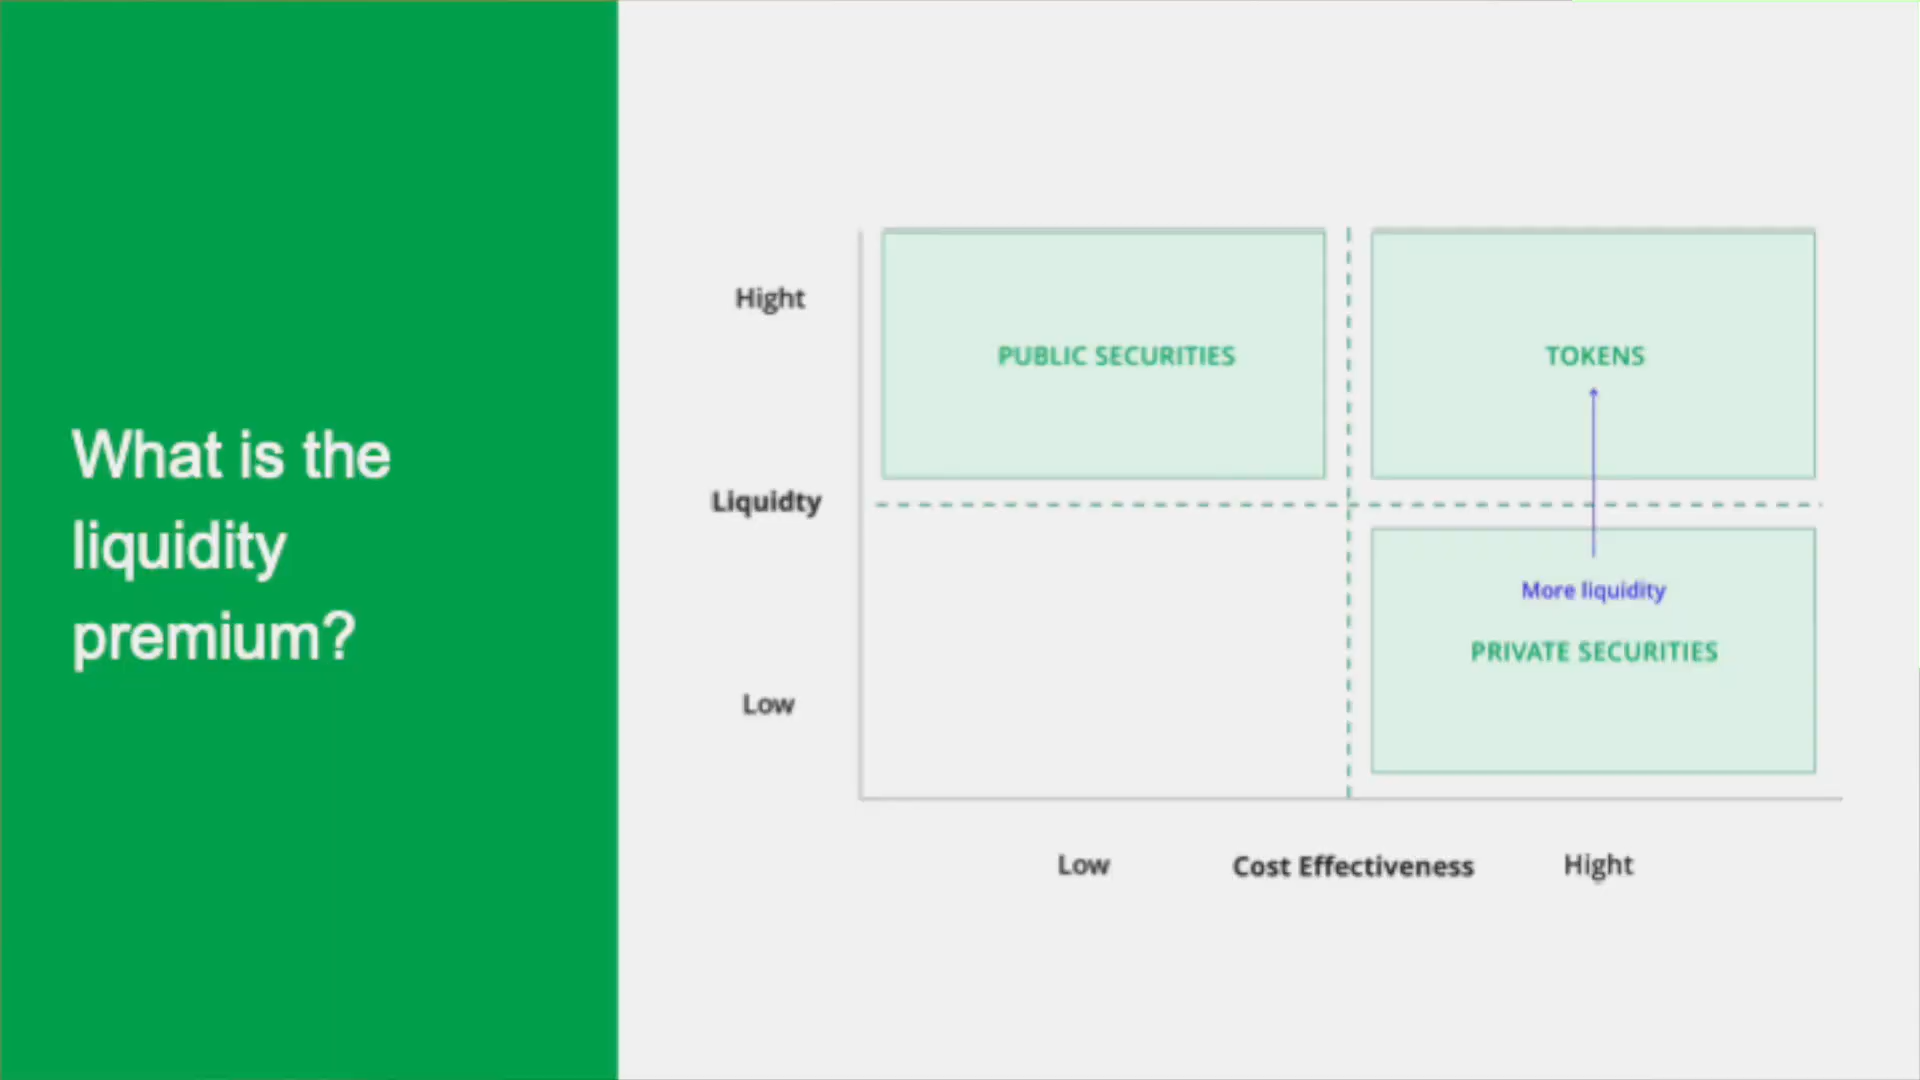 What is the
liquidity
premium?
Hight
PUBLIC SECURITIES
TOKENS
Liquidty
More liquidity
PRIVATE SECURITIES
Low
Low
Cost Effectiveness
Hight